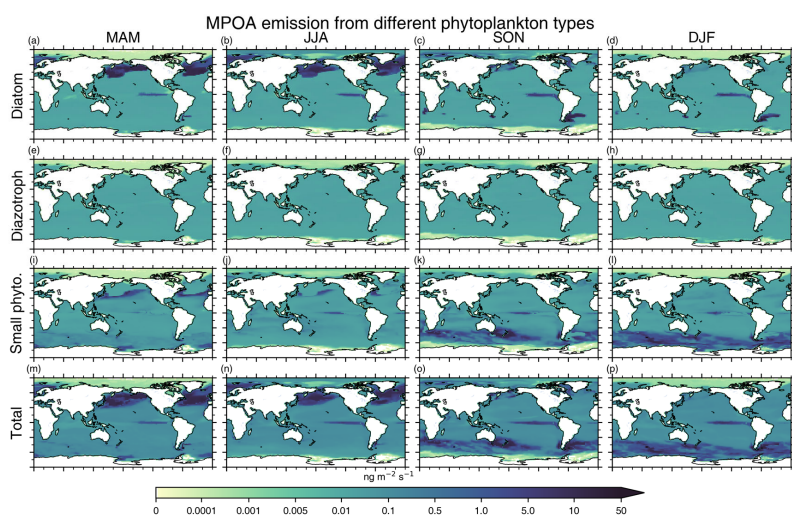 MPOA emission from different phytoplankton types
MAM JJA SON DJF
(a) (b) (c) (d)
Diatom
(e) (f) (g) (h)
Diazotroph
(i) (j) (k) (l)
Small phyto.
(m) (n) (o) (p)
Total
ng m⁻² s⁻¹
0 0.0001 0.001 0.005 0.01 0.1 0.5 1.0 5.0 10 50